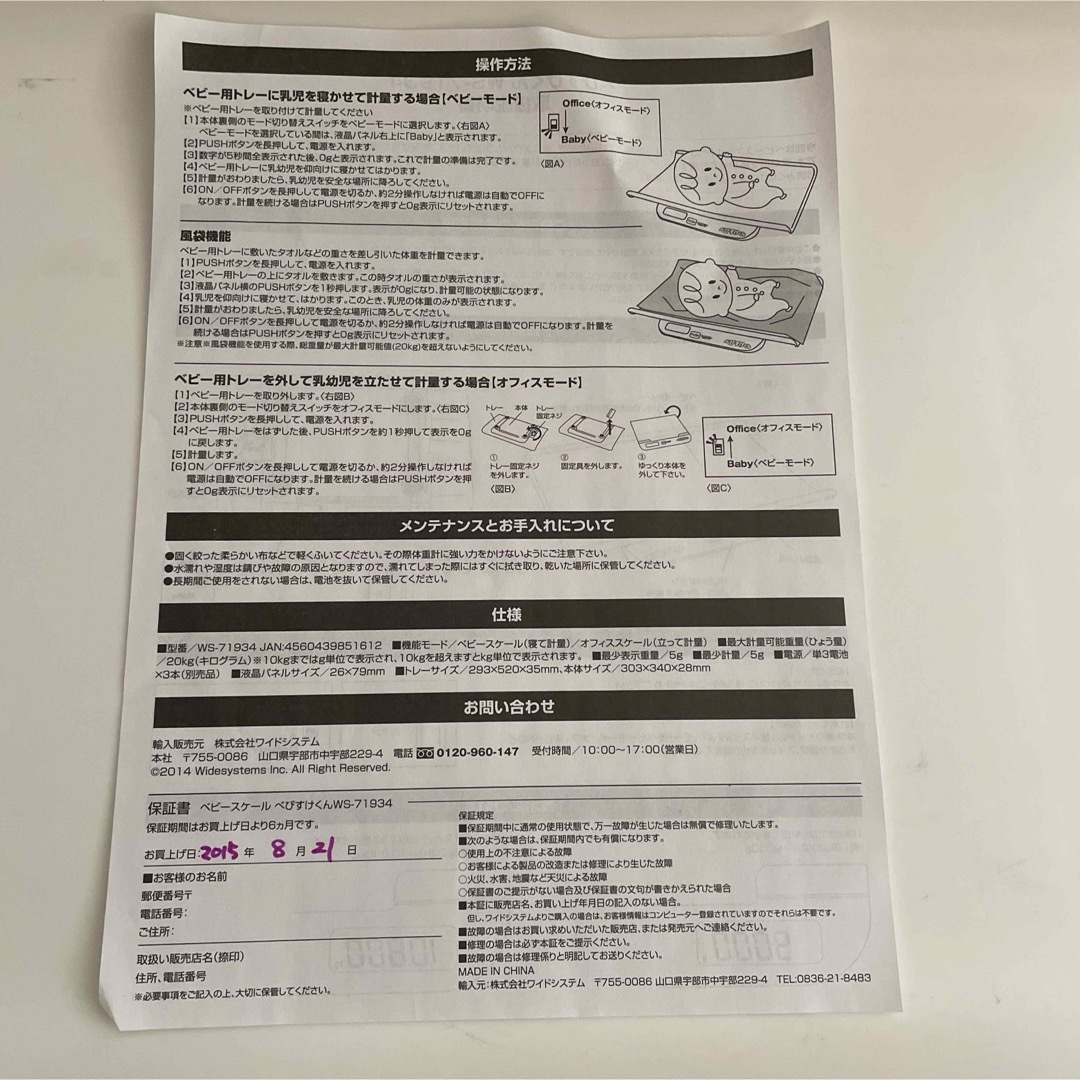 操作方法
ベビー用トレーに乳児を寝かせて計量する場合【ベビーモード】
※ベビー用トレーを取り付けて計量してください
【1】本体裏側のモード切り替えスイッチをベビーモードに選択します。〈右図A〉
ベビーモードを選択している間は、液晶パネル右上に「Baby」と表示されます。
【2】PUSHボタンを長押しして、電源を入れます。
【3】数字が5秒間全表示された後、0gと表示されます。これで計量の準備は完了です。
【4】ベビー用トレーに乳幼児を仰向けに寝かせてはかります。
【5】計量がおわりましたら、乳幼児を安全な場所に降ろしてください。
【6】ON/OFFボタンを長押しして電源を切るか、約2分操作しなければ電源は自動でOFFに
なります。計量を続ける場合はPUSHボタンを押すと0g表示にリセットされます。
Office〈オフィスモード〉
Baby〈ベビーモード〉
〈図A〉
風袋機能
ベビー用トレーに敷いたタオルなどの重さを差し引いた体重を計量できます。
【1】PUSHボタンを長押しして、電源を入れます。
【2】ベビー用トレーの上にタオルを敷きます。この時タオルの重さが表示されます。
【3】液晶パネル横のPUSHボタンを1秒押します。表示が0gになり、計量可能の状態になります。
【4】乳児を仰向けに寝かせて、はかります。このとき、乳児の体重のみが表示されます。
【5】計量がおわりましたら、乳幼児を安全な場所に降ろしてください。
【6】ON/OFFボタンを長押しして電源を切るか、約2分操作しなければ電源は自動でOFFになります。計量を
続ける場合はPUSHボタンを押すと0g表示にリセットされます。
※注意※風袋機能を使用する際、総重量が最大計量可能値(20kg)を超えないようにしてください。
ベビー用トレーを外して乳幼児を立たせて計量する場合【オフィスモード】
【1】ベビー用トレーを取り外します。〈右図B〉
【2】本体裏側のモード切り替えスイッチをオフィスモードにします。〈右図C〉
【3】PUSHボタンを長押しして、電源を入れます。
【4】ベビー用トレーをはずした後、PUSHボタンを約1秒押して表示を0g
に戻します。
【5】計量します。
【6】ON/OFFボタンを長押しして電源を切るか、約2分操作しなければ
電源は自動でOFFになります。計量を続ける場合はPUSHボタンを押
すと0g表示にリセットされます。
トレー 本体 トレー
固定ネジ
①
トレー固定ネジ
を外します。
②
固定具を外します。
③
ゆっくり本体を
外して下さい。
〈図B〉
Office〈オフィスモード〉
Baby〈ベビーモード〉
〈図C〉
メンテナンスとお手入れについて
●固く絞った柔らかい布などで軽くふいてください。その際体重計に強い力をかけないようにご注意下さい。
●水濡れや湿度は錆びや故障の原因となりますので、濡れてしまった際にはすぐに拭き取り、乾いた場所に保管してください。
●長期間ご使用をされない場合は、電池を抜いて保管してください。
仕様
■型番/WS-71934 JAN:4560439851612 ■機能モード/ベビースケール(寝て計量)/オフィススケール(立って計量) ■最大計量可能重量(ひょう量)
/20kg(キログラム)※10kgまではg単位で表示され、10kgを超えますとkg単位で表示されます。 ■最少表示重量/5g ■最少計量/5g ■電源/単3電池
×3本(別売品) ■液晶パネルサイズ/26×79mm ■トレーサイズ/293×520×35mm、本体サイズ/303×340×28mm
お問い合わせ
輸入販売元 株式会社ワイドシステム
本社 〒755-0086 山口県宇部市中宇部229-4 電話 0120-960-147 受付時間/10:00〜17:00(営業日)
©2014 Widesystems Inc. All Right Reserved.
保証書 ベビースケール べびすけくんWS-71934
保証期間はお買上げ日より6ヵ月です。
お買上げ日:2015年 8月 21日
■お客様のお名前
郵便番号〒
電話番号:
ご住所:
取扱い販売店名(捺印)
住所、電話番号
※必要事項をご記入の上、大切に保管してください。
保証規定
■保証期間中に通常の使用状態で、万一故障が生じた場合は無償で修理いたします。
■次のような場合は、保証期間内でも有償になります。
○使用上の不注意による故障
○お客様による製品の改造または修理により生じた故障
○火災、水害、地震など天災による故障
○保証書のご提示がない場合及び保証書の文句が書きかえられた場合
■本証に販売店名、お買い上げ年月日の記入のない場合。
但し、ワイドシステムよりご購入の場合は、お客様情報はコンピューター登録されていますのでそれらは不要です。
■故障の場合はお買い求めいただいた販売店、または発売元へご連絡ください。
■修理の場合は必ず本証をご提示ください。
■故障の場合は修理係りと明記してお送りください。
MADE IN CHINA
輸入元:株式会社ワイドシステム 〒755-0086 山口県宇部市中宇部229-4 TEL:0836-21-8483